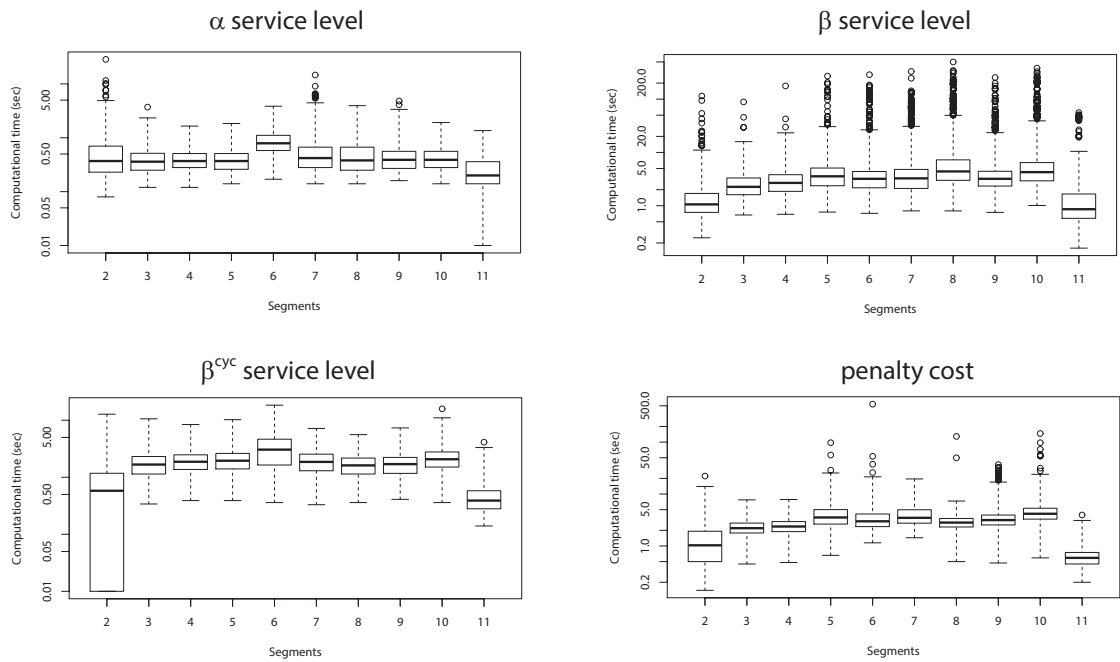 α service level
Computational time (sec)
5.00
0.50
0.05
0.01
2 3 4 5 6 7 8 9 10 11
Segments
β service level
Computational time (sec)
200.0
20.0
5.0
1.0
0.2
2 3 4 5 6 7 8 9 10 11
Segments
βcyc service level
Computational time (sec)
5.00
0.50
0.05
0.01
2 3 4 5 6 7 8 9 10 11
Segments
penalty cost
Computational time (sec)
500.0
50.0
5.0
1.0
0.2
2 3 4 5 6 7 8 9 10 11
Segments